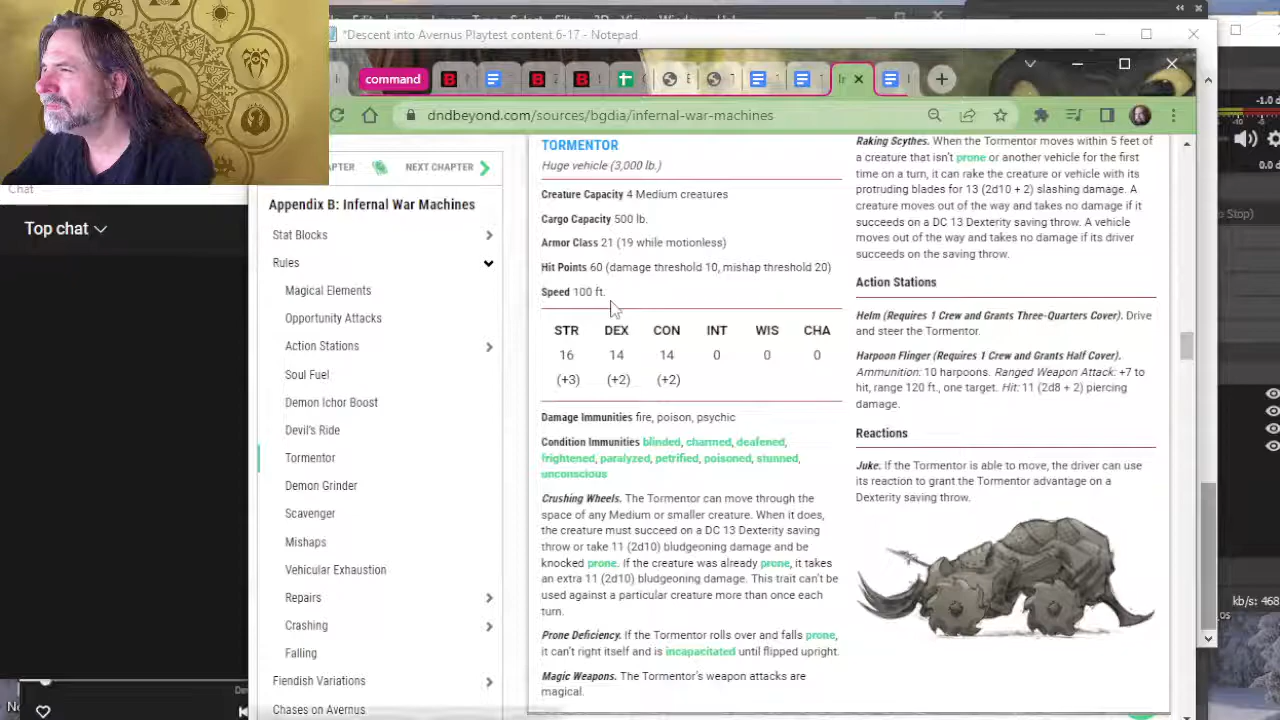 *Descent into Avernus Playtest content 6-17 - Notepad
command
dndbeyond.com/sources/bgdia/infernal-war-machines
Chat
Top chat
NEXT CHAPTER
Appendix B: Infernal War Machines
Stat Blocks
Rules
Magical Elements
Opportunity Attacks
Action Stations
Soul Fuel
Demon Ichor Boost
Devil's Ride
Tormentor
Demon Grinder
Scavenger
Mishaps
Vehicular Exhaustion
Repairs
Crashing
Falling
Fiendish Variations
Chases on Avernus
TORMENTOR
Huge vehicle (3,000 lb.)
Creature Capacity 4 Medium creatures
Cargo Capacity 500 lb.
Armor Class 21 (19 while motionless)
Hit Points 60 (damage threshold 10, mishap threshold 20)
Speed 100 ft.
STR DEX CON INT WIS CHA
16 14 14 0 0 0
(+3) (+2) (+2)
Damage Immunities fire, poison, psychic
Condition Immunities blinded, charmed, deafened,
frightened, paralyzed, petrified, poisoned, stunned,
unconscious
Crushing Wheels. The Tormentor can move through the
space of any Medium or smaller creature. When it does,
the creature must succeed on a DC 13 Dexterity saving
throw or take 11 (2d10) bludgeoning damage and be
knocked prone. If the creature was already prone, it takes
an extra 11 (2d10) bludgeoning damage. This trait can't be
used against a particular creature more than once each
turn.
Prone Deficiency. If the Tormentor rolls over and falls prone,
it can't right itself and is incapacitated until flipped upright.
Magic Weapons. The Tormentor's weapon attacks are
magical.
Raking Scythes. When the Tormentor moves within 5 feet of
a creature that isn't prone or another vehicle for the first
time on a turn, it can rake the creature or vehicle with its
protruding blades for 13 (2d10 + 2) slashing damage. A
creature moves out of the way and takes no damage if it
succeeds on a DC 13 Dexterity saving throw. A vehicle
moves out of the way and takes no damage if its driver
succeeds on the saving throw.
Action Stations
Helm (Requires 1 Crew and Grants Three-Quarters Cover). Drive
and steer the Tormentor.
Harpoon Flinger (Requires 1 Crew and Grants Half Cover).
Ammunition: 10 harpoons. Ranged Weapon Attack: +7 to
hit, range 120 ft., one target. Hit: 11 (2d8 + 2) piercing
damage.
Reactions
Juke. If the Tormentor is able to move, the driver can use
its reaction to grant the Tormentor advantage on a
Dexterity saving throw.
kb/s: 468